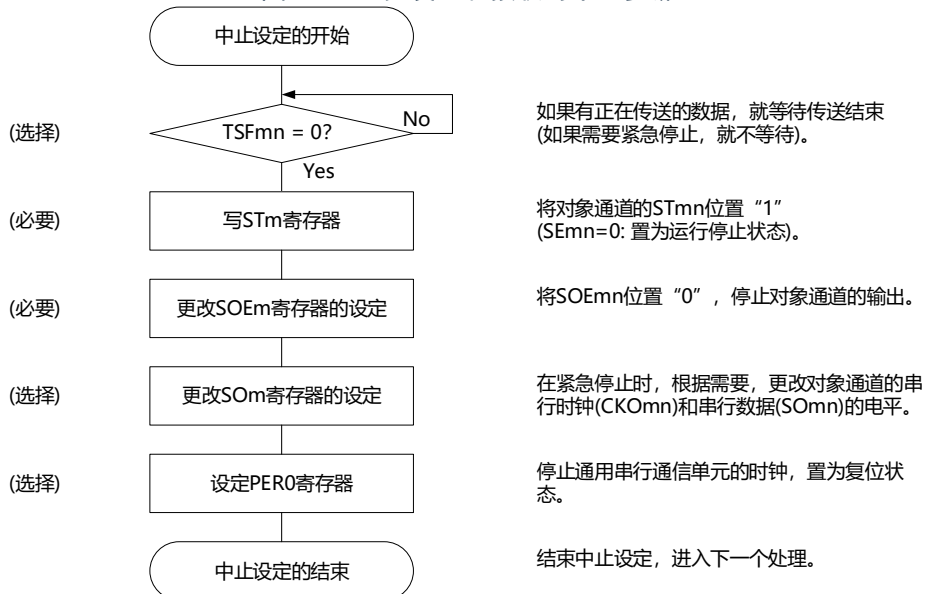 中止设定的开始
如果有正在传送的数据，就等待传送结束
(选择)
TSFmn = 0?
No
(如果需要紧急停止，就不等待)。
Yes
(必要)
写STm寄存器
将对象通道的STmn位置“1”
(SEmn=0: 置为运行停止状态)。
(必要)
更改SOEm寄存器的设定
将SOEmn位置“0”，停止对象通道的输出。
(选择)
更改SOm寄存器的设定
在紧急停止时，根据需要，更改对象通道的串
行时钟(CKOmn)和串行数据(SOmn)的电平。
(选择)
设定PER0寄存器
停止通用串行通信单元的时钟，置为复位状
态。
中止设定的结束
结束中止设定，进入下一个处理。